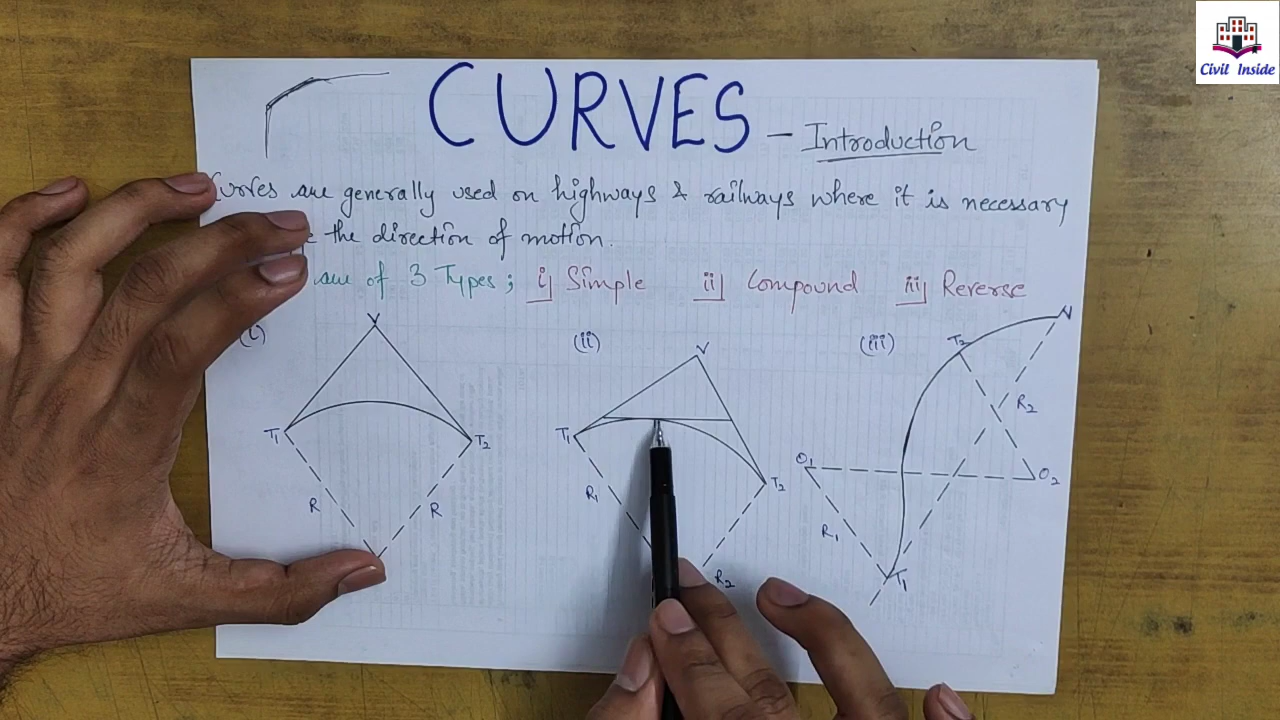 Civil Inside
CURVES - Introduction
Curves are generally used on highways & railways where it is necessary
the direction of motion.
are of 3 Types; i) Simple ii) Compound iii) Reverse
(i) (ii) (iii)
V
T1 T2
R R
V
T1 T2
R1 R2
T2 V
R2
O1 O2
R1
T1